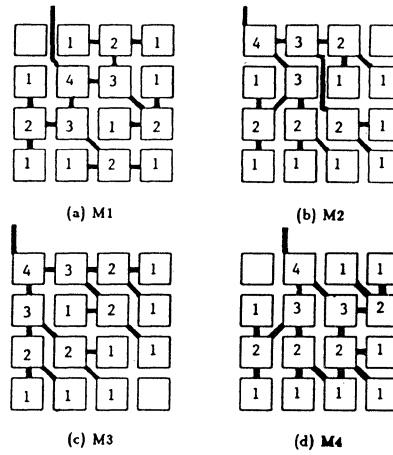 1 2 1
1 4 3 1
2 3 1 2
1 1 2 1
(a) M1
4 3 2
1 3 1 1
2 2 2 1
1 1 1 1
(b) M2
4 3 2 1
3 1 2 1
2 2 1 1
1 1 1
(c) M3
4 1 1
1 3 3 2
2 2 2 1
1 1 1 1
(d) M4